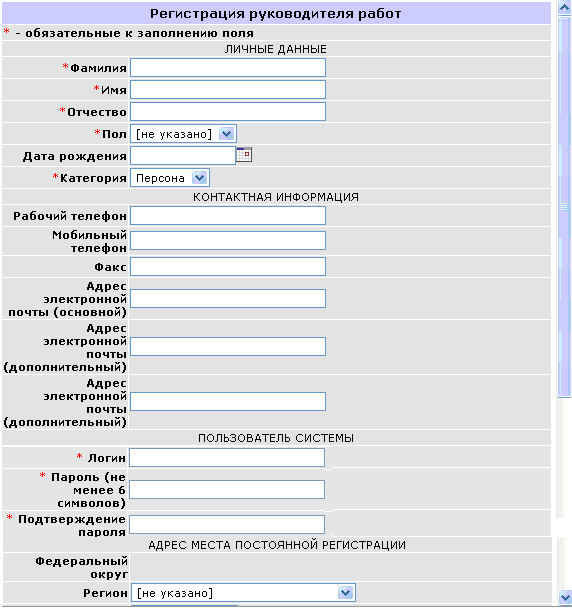 Регистрация руководителя работ
* - обязательные к заполнению поля
ЛИЧНЫЕ ДАННЫЕ
*Фамилия
*Имя
*Отчество
*Пол [не указано]
Дата рождения
*Категория Персона
КОНТАКТНАЯ ИНФОРМАЦИЯ
Рабочий телефон
Мобильный
телефон
Факс
Адрес
электронной
почты (основной)
Адрес
электронной
почты
(дополнительный)
Адрес
электронной
почты
(дополнительный)
ПОЛЬЗОВАТЕЛЬ СИСТЕМЫ
* Логин
* Пароль (не
менее 6
символов)
* Подтверждение
пароля
АДРЕС МЕСТА ПОСТОЯННОЙ РЕГИСТРАЦИИ
Федеральный
округ
Регион [не указано]